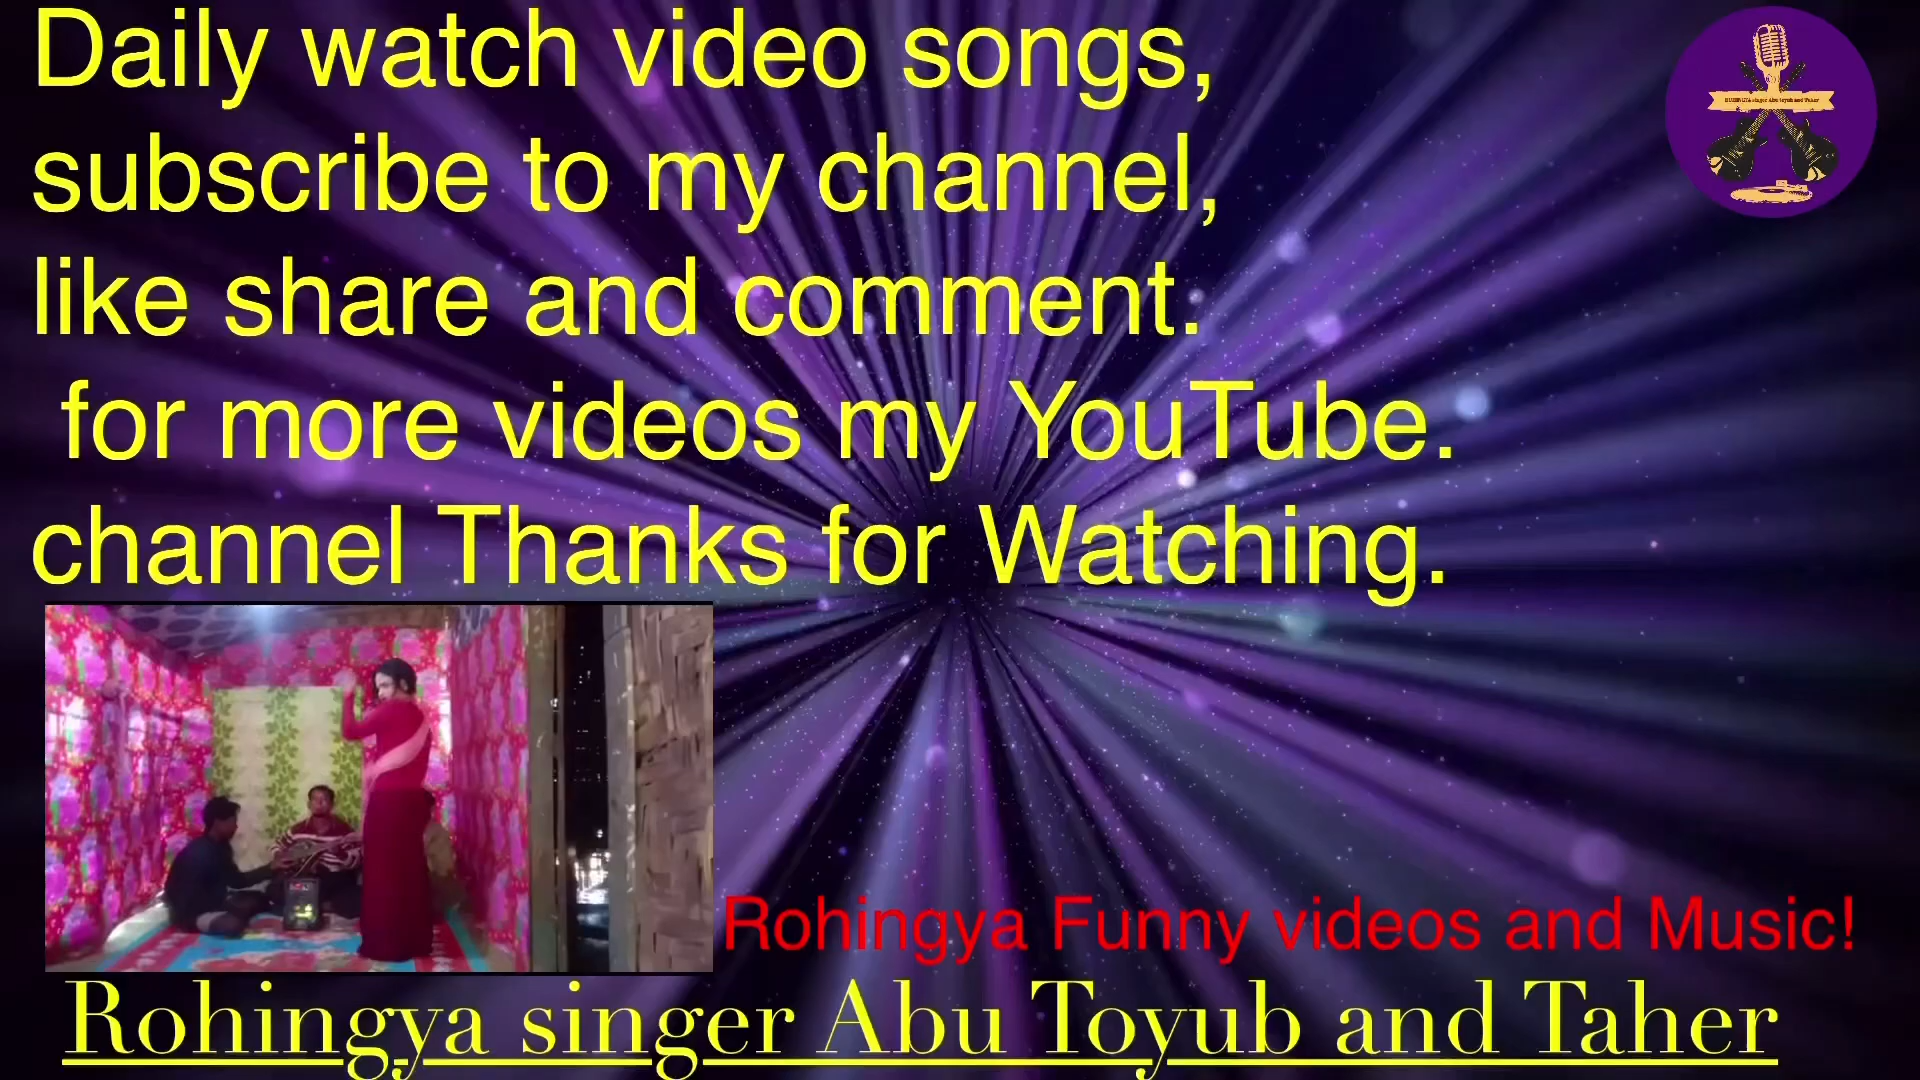 Daily watch video songs,
subscribe to my channel,
like share and comment.
for more videos my YouTube.
channel Thanks for Watching.
Rohingya Funny videos and Music!
Rohingya singer Abu Toyub and Taher